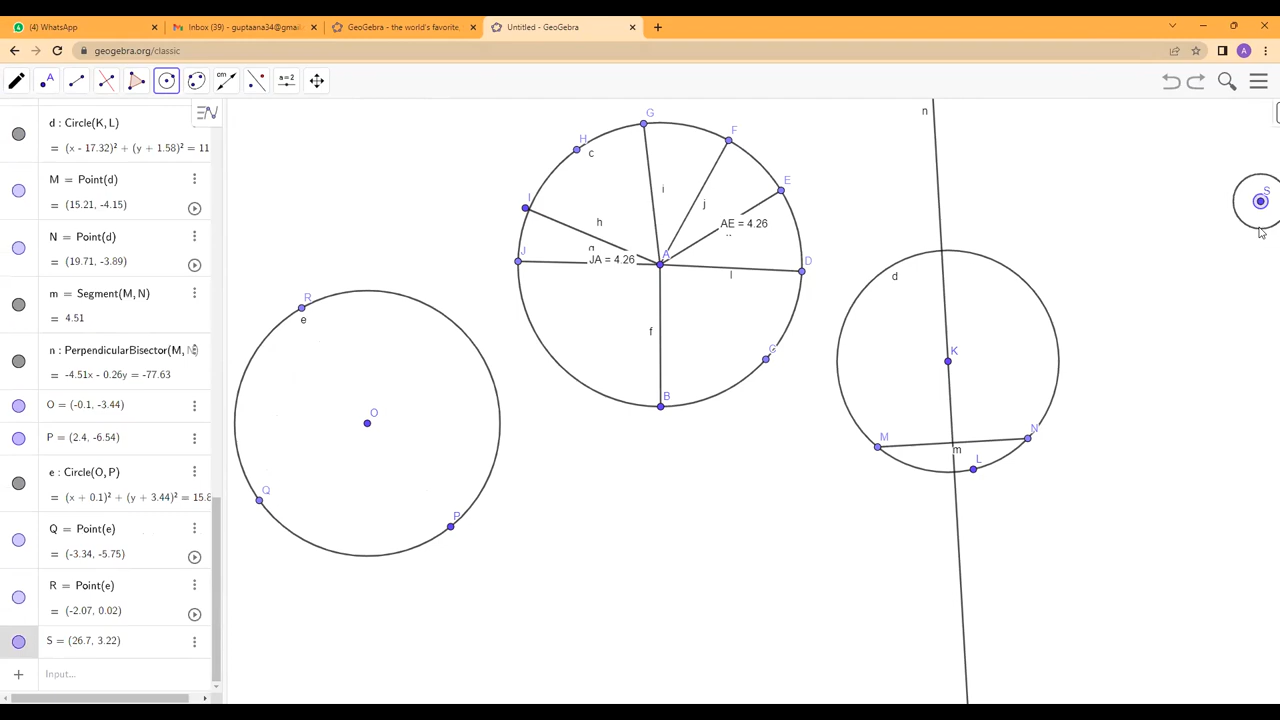 (4) WhatsApp
Inbox (39) - guptaana34@gmail.
GeoGebra - the world's favorite,
Untitled - GeoGebra
geogebra.org/classic
A
A
cm
a=2
d : Circle(K, L)
= (x - 17.32)² + (y + 1.58)² = 11
M = Point(d)
= (15.21, -4.15)
N = Point(d)
= (19.71, -3.89)
m = Segment(M, N)
= 4.51
n : PerpendicularBisector(M, N)
= -4.51x - 0.26y = -77.63
O = (-0.1, -3.44)
P = (2.4, -6.54)
e : Circle(O, P)
= (x + 0.1)² + (y + 3.44)² = 15.8
Q = Point(e)
= (-3.34, -5.75)
R = Point(e)
= (-2.07, 0.02)
S = (26.7, 3.22)
Input...
G
F
H
c
E
I
i
j
h
AE = 4.26
J
g
JA = 4.26
A
D
l
f
C
B
R
e
O
Q
P
n
d
K
M
N
m
L
S